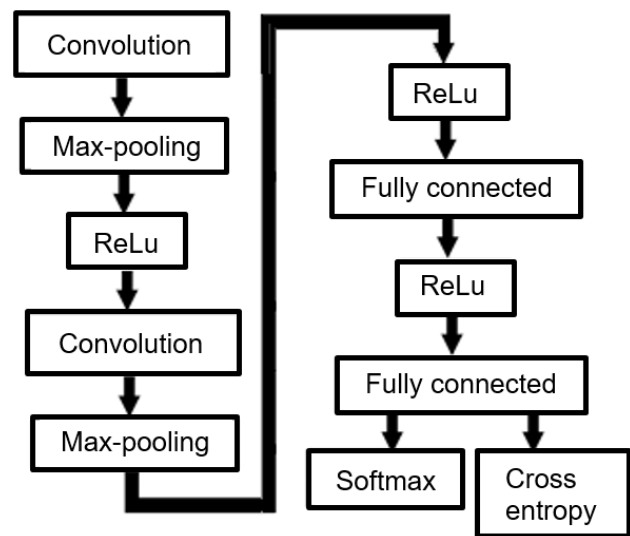 Convolution
Max-pooling
ReLu
Convolution
Max-pooling
ReLu
Fully connected
ReLu
Fully connected
Softmax
Cross
entropy